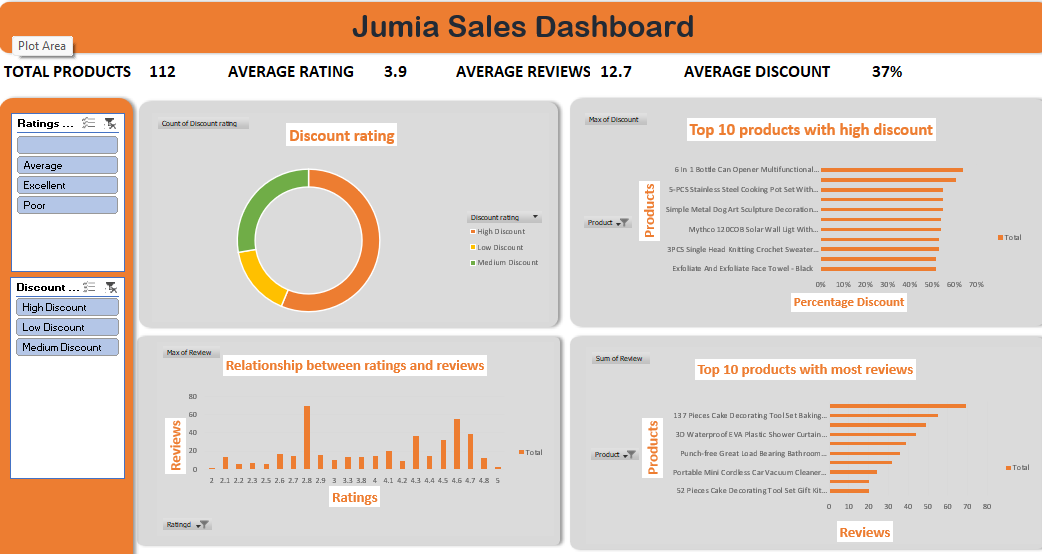 Jumia Sales Dashboard
Plot Area
TOTAL PRODUCTS 112 AVERAGE RATING 3.9 AVERAGE REVIEWS 12.7 AVERAGE DISCOUNT 37%
Ratings ...
Average
Excellent
Poor
Discount ...
High Discount
Low Discount
Medium Discount
Count of Discount rating
Discount rating
Discount rating
High Discount
Low Discount
Medium Discount
Max of Discount
Top 10 products with high discount
Products
Product
6 in 1 Bottle Can Opener Multifunctional...
5-PCS Stainless Steel Cooking Pot Set With...
Simple Metal Dog Art Sculpture Decoration...
Mythco 120COB Solar Wall Ligt With...
3PCS Single Head Knitting Crochet Sweater...
Exfoliate And Exfoliate Face Towel - Black
0% 10% 20% 30% 40% 50% 60% 70%
Total
Percentage Discount
Max of Review
Relationship between ratings and reviews
Reviews
80
60
40
20
0
2 2.1 2.2 2.3 2.5 2.6 2.7 2.8 2.9 3 3.3 3.8 4 4.1 4.2 4.3 4.4 4.5 4.6 4.7 4.8 5
Total
Ratings
Ratingd
Sum of Review
Top 10 products with most reviews
Products
Product
137 Pieces Cake Decorating Tool Set Baking...
3D Waterproof EVA Plastic Shower Curtain...
Punch-free Great Load Bearing Bathroom...
Portable Mini Cordless Car Vacuum Cleaner...
52 Pieces Cake Decorating Tool Set Gift Kit...
0 10 20 30 40 50 60 70 80
Total
Reviews